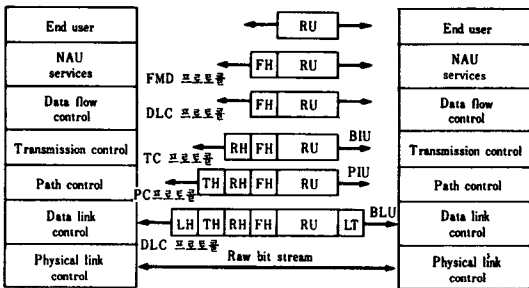 End user
RU
End user
NAU
services
FH RU
NAU
services
FMD 프로토콜
Data flow
control
FH RU
Data flow
control
DLC 프로토콜
Transmission control
RH FH RU
BIU
Transmission control
TC 프로토콜
Path control
TH RH FH RU
PIU
Path control
PC프로토콜
Data link
control
LH TH RH FH RU LT
BLU
Data link
control
DLC 프로토콜
Physical link
control
Raw bit stream
Physical link
control